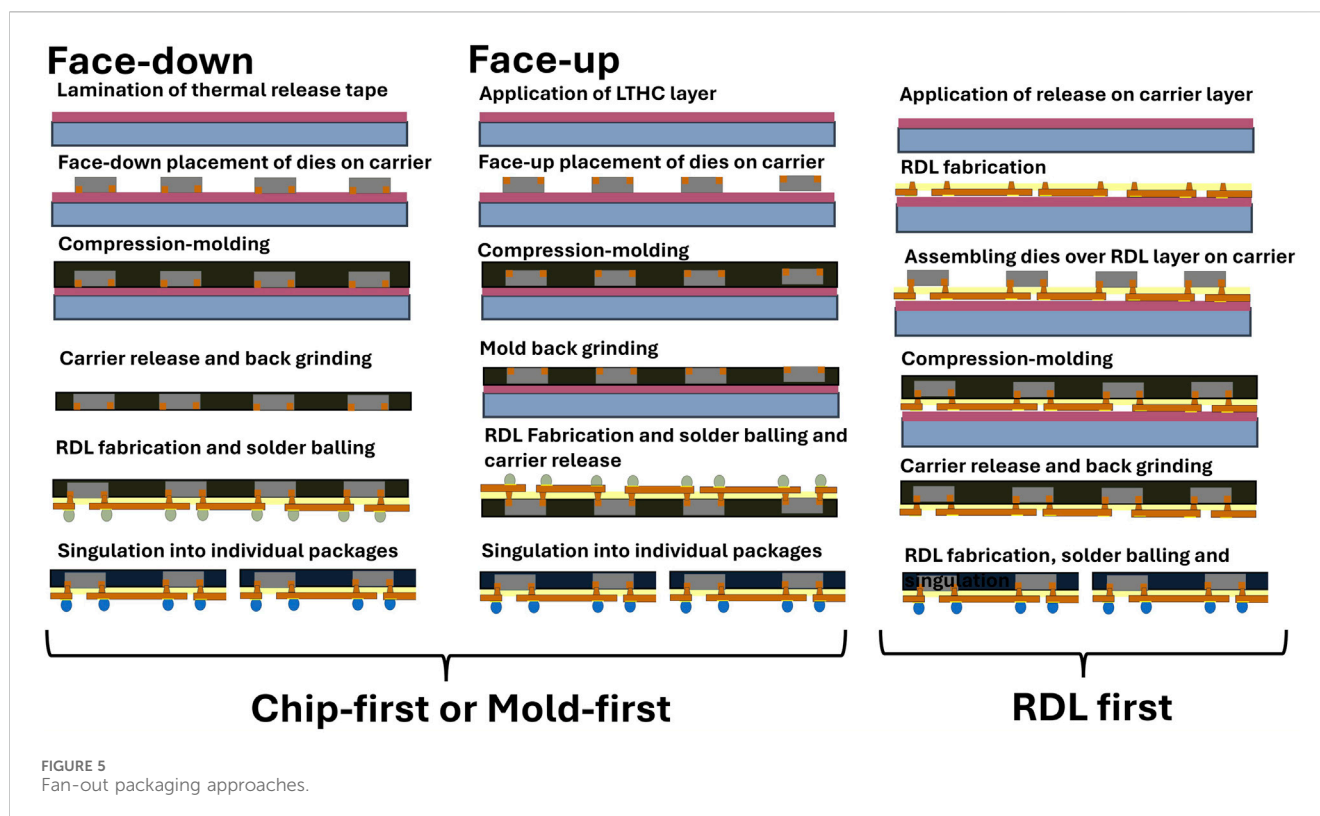 Face-down
Lamination of thermal release tape
Face-down placement of dies on carrier
Compression-molding
Carrier release and back grinding
RDL fabrication and solder balling
Singulation into individual packages
Face-up
Application of LTHC layer
Face-up placement of dies on carrier
Compression-molding
Mold back grinding
RDL Fabrication and solder balling and
carrier release
Singulation into individual packages
Chip-first or Mold-first
Application of release on carrier layer
RDL fabrication
Assembling dies over RDL layer on carrier
Compression-molding
Carrier release and back grinding
RDL fabrication, solder balling and
singulation
RDL first
FIGURE 5
Fan-out packaging approaches.